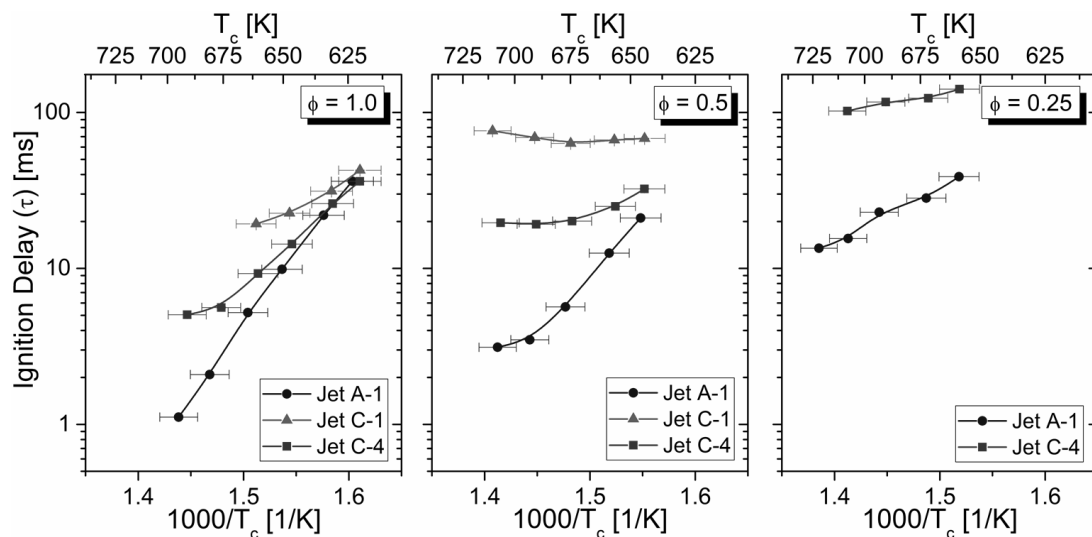 T_c [K]
725 700 675 650 625
φ = 1.0
T_c [K]
725 700 675 650 625
φ = 0.5
T_c [K]
725 700 675 650 625
φ = 0.25
Ignition Delay (τ) [ms]
100
10
1
Jet A-1
Jet C-1
Jet C-4
Jet A-1
Jet C-1
Jet C-4
Jet A-1
Jet C-4
1.4 1.5 1.6
1000/T_c [1/K]
1.4 1.5 1.6
1000/T_c [1/K]
1.4 1.5 1.6
1000/T_c [1/K]